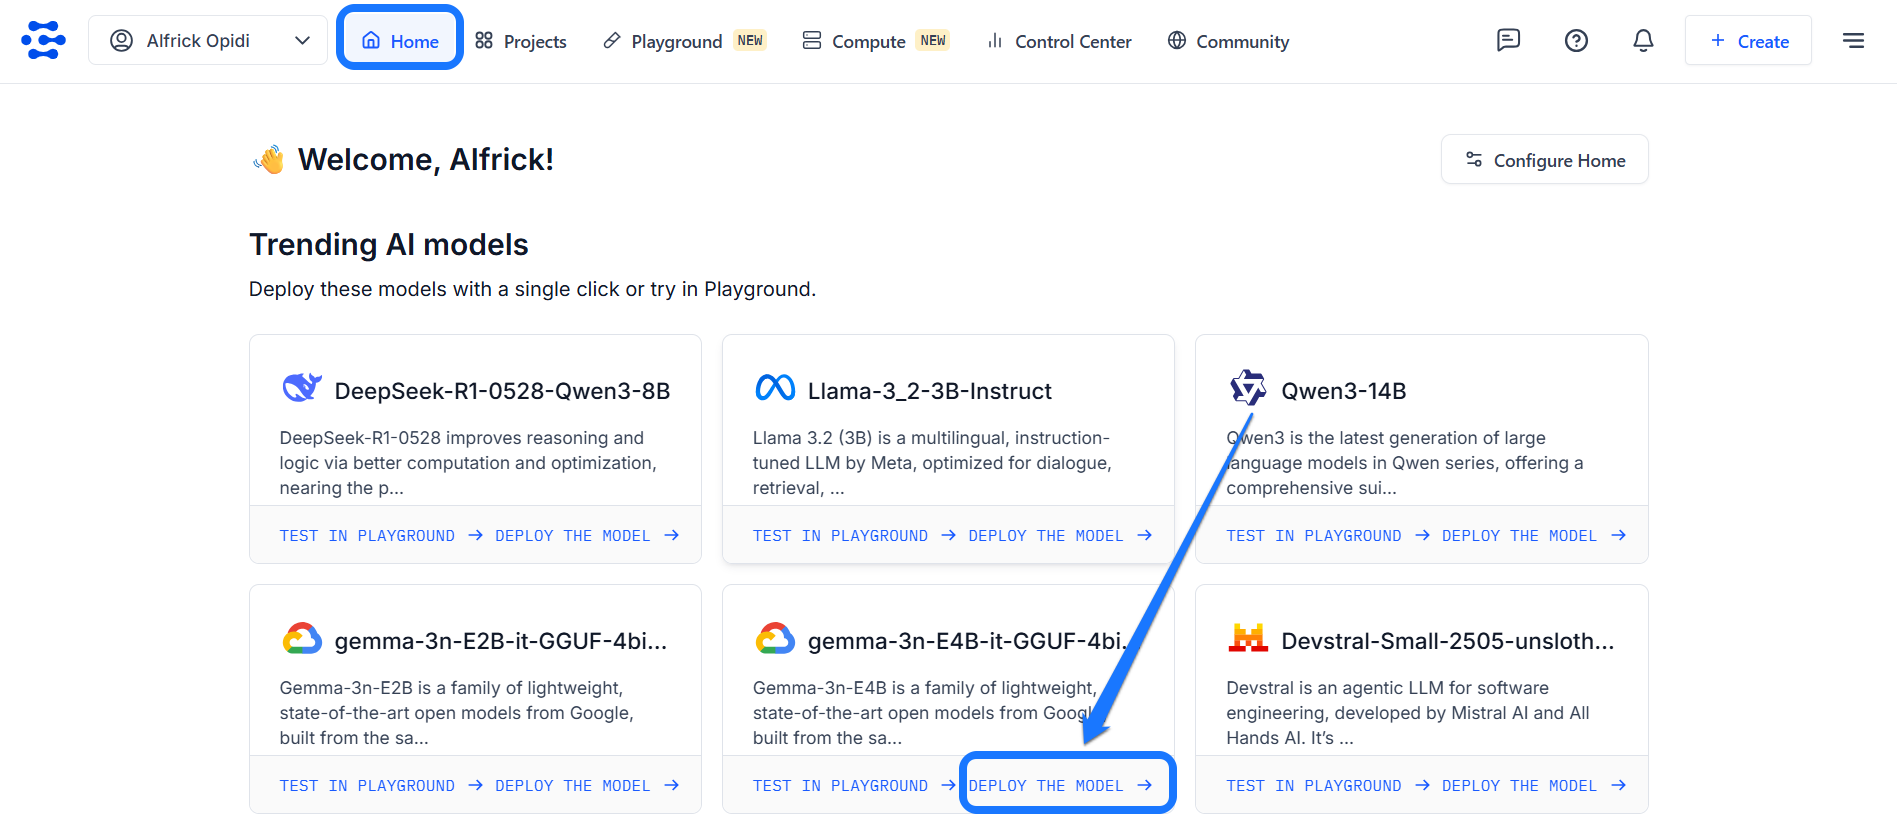 Alfrick Opidi
Home
Projects
Playground NEW
Compute NEW
Control Center
Community
+ Create
👋 Welcome, Alfrick!
Configure Home
Trending AI models
Deploy these models with a single click or try in Playground.
DeepSeek-R1-0528-Qwen3-8B
DeepSeek-R1-0528 improves reasoning and
logic via better computation and optimization,
nearing the p...
TEST IN PLAYGROUND → DEPLOY THE MODEL →
Llama-3_2-3B-Instruct
Llama 3.2 (3B) is a multilingual, instruction-
tuned LLM by Meta, optimized for dialogue,
retrieval, ...
TEST IN PLAYGROUND → DEPLOY THE MODEL →
Qwen3-14B
Qwen3 is the latest generation of large
language models in Qwen series, offering a
comprehensive sui...
TEST IN PLAYGROUND → DEPLOY THE MODEL →
gemma-3n-E2B-it-GGUF-4bi...
Gemma-3n-E2B is a family of lightweight,
state-of-the-art open models from Google,
built from the sa...
TEST IN PLAYGROUND → DEPLOY THE MODEL →
gemma-3n-E4B-it-GGUF-4bi...
Gemma-3n-E4B is a family of lightweight,
state-of-the-art open models from Google,
built from the sa...
TEST IN PLAYGROUND → DEPLOY THE MODEL →
Devstral-Small-2505-unsloth...
Devstral is an agentic LLM for software
engineering, developed by Mistral AI and All
Hands AI. It's ...
TEST IN PLAYGROUND → DEPLOY THE MODEL →